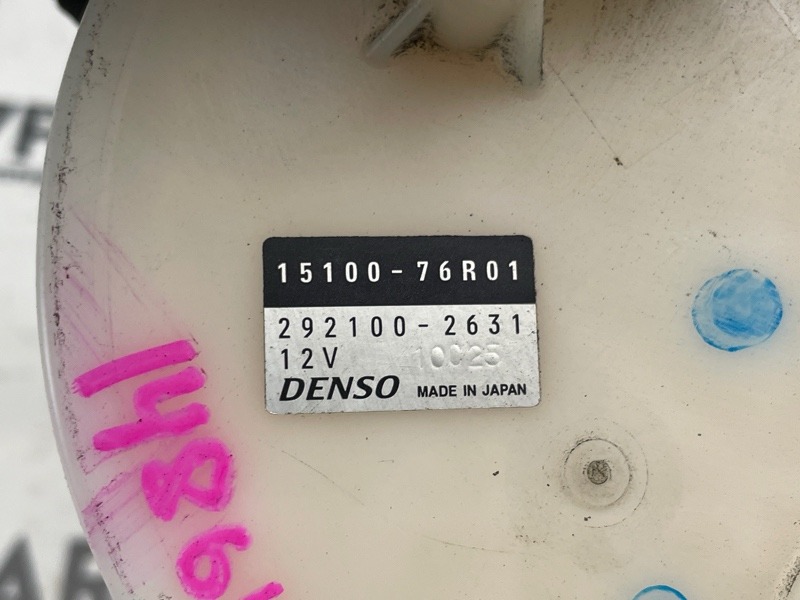 15100-76R01
292100-2631
12V 10C25
DENSO MADE IN JAPAN